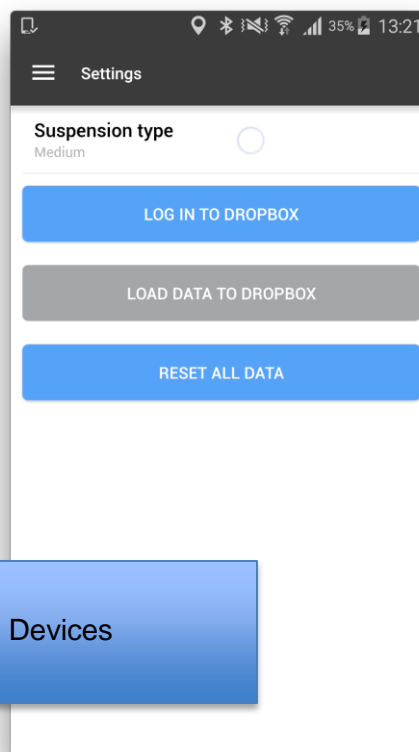 35% 13:21
Settings
Suspension type
Medium
LOG IN TO DROPBOX
LOAD DATA TO DROPBOX
RESET ALL DATA
Devices